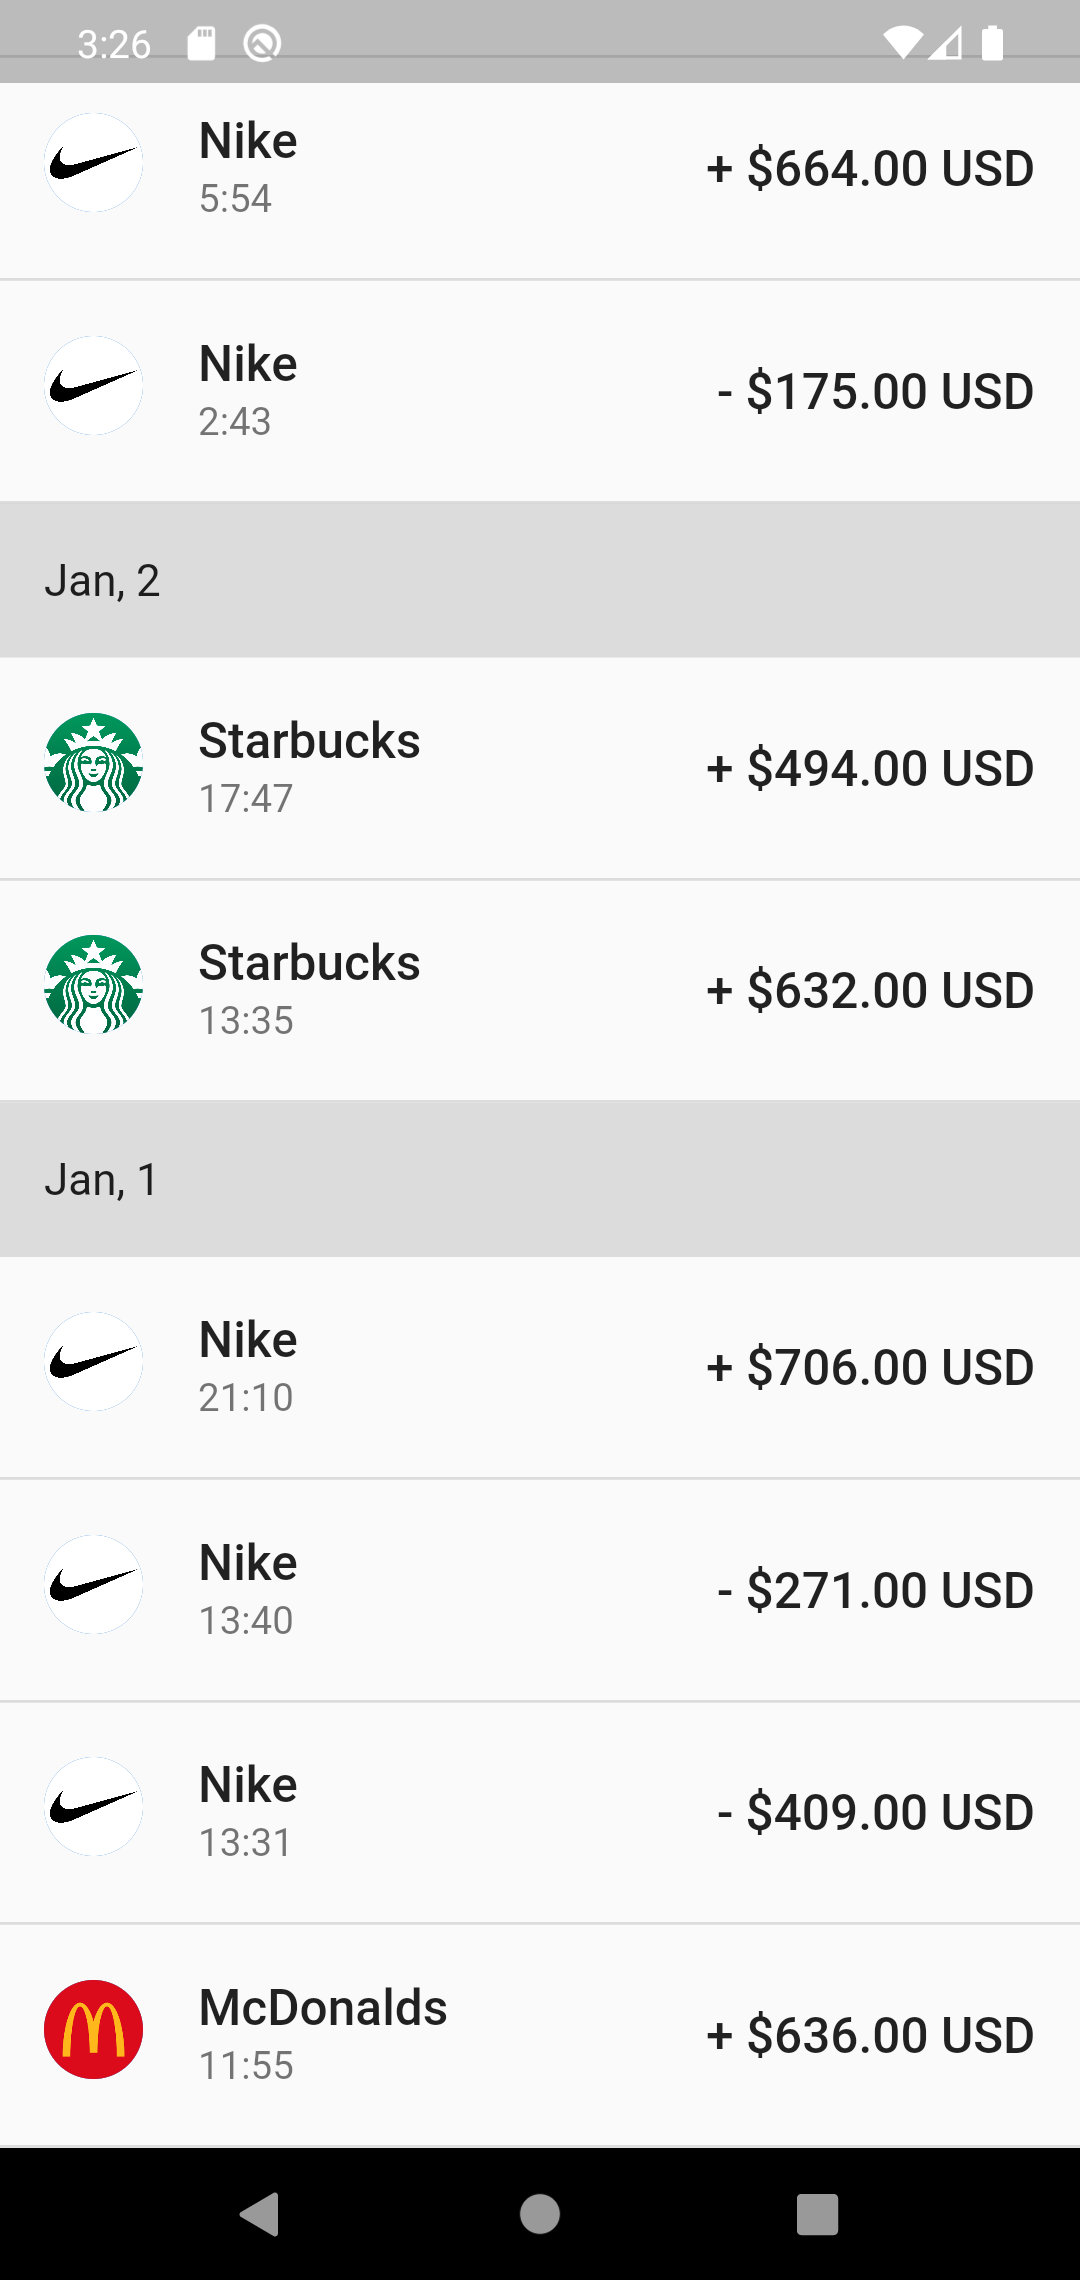 3:26
Nike
+ $664.00 USD
5:54
Nike
- $175.00 USD
2:43
Jan, 2
Starbucks
+ $494.00 USD
17:47
Starbucks
+ $632.00 USD
13:35
Jan, 1
Nike
+ $706.00 USD
21:10
Nike
- $271.00 USD
13:40
Nike
- $409.00 USD
13:31
McDonalds
+ $636.00 USD
11:55